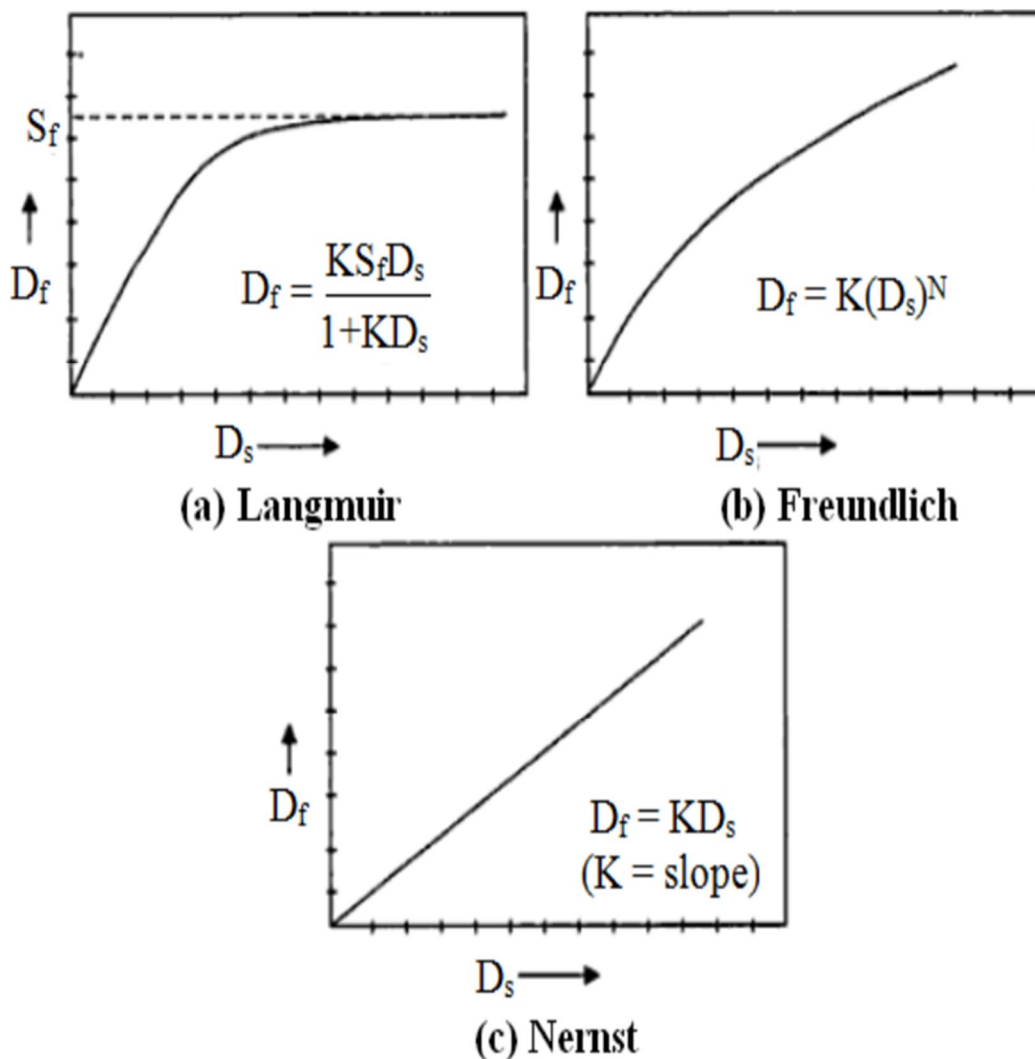 S_f
D_f
D_f = KS_fD_s / 1+KD_s
D_s
(a) Langmuir
D_f
D_f = K(D_s)^N
D_s
(b) Freundlich
D_f
D_f = KD_s
(K = slope)
D_s
(c) Nernst